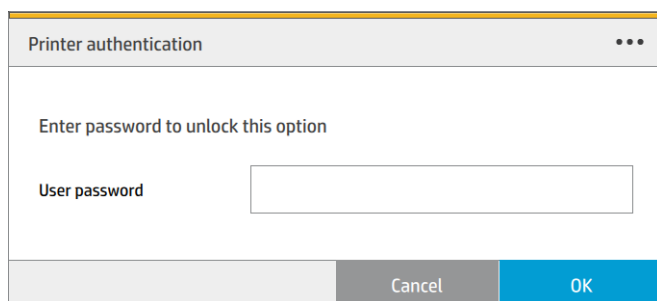 Printer authentication
Enter password to unlock this option
User password
Cancel OK